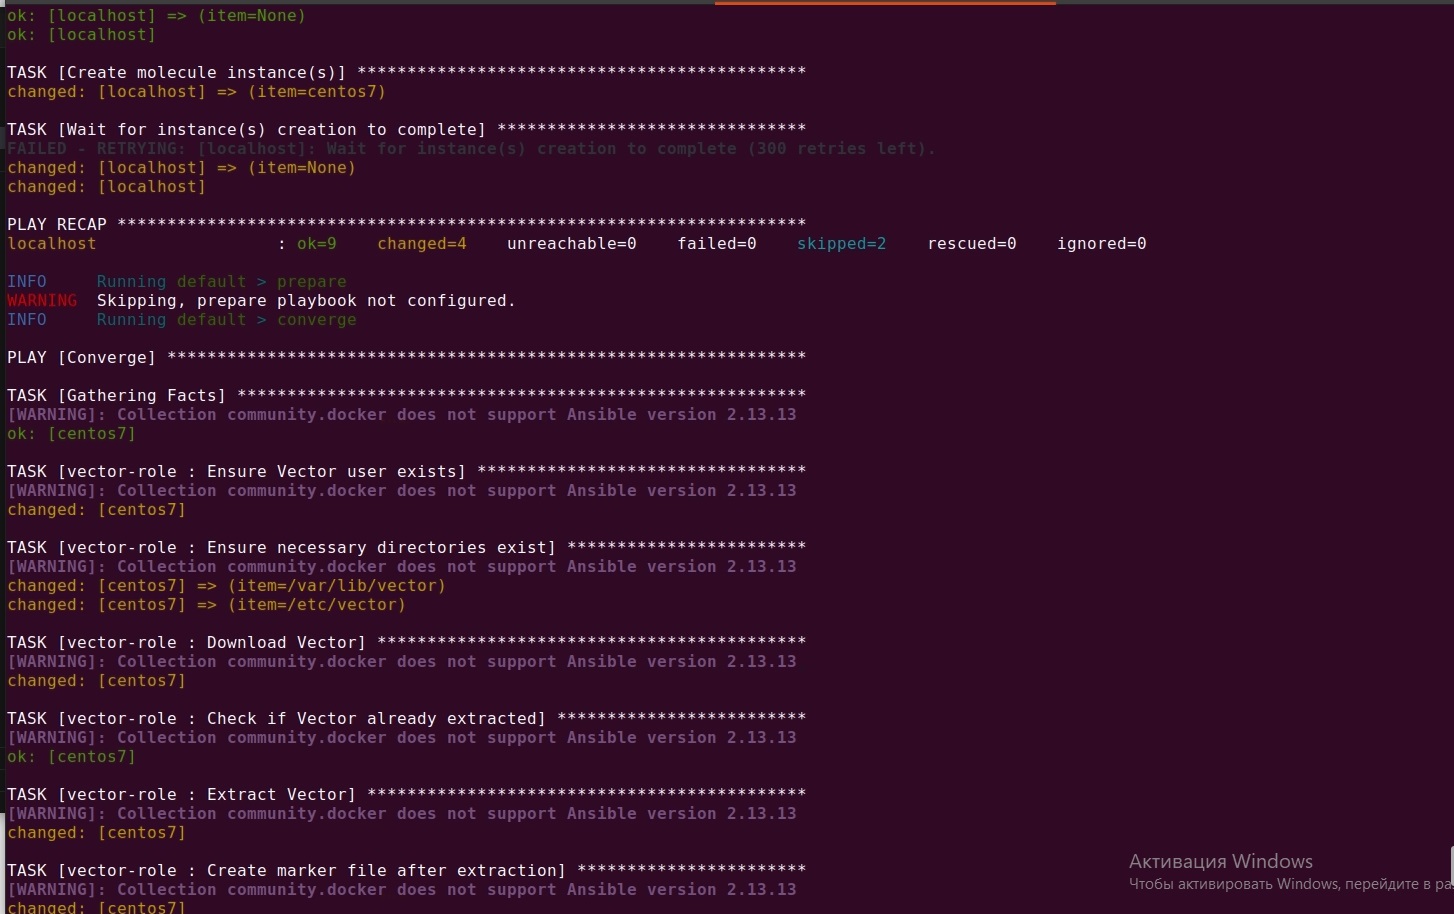 ok: [localhost] => (item=None)
ok: [localhost]
TASK [Create molecule instance(s)] *********************************************
changed: [localhost] => (item=centos7)
TASK [Wait for instance(s) creation to complete] *******************************
FAILED - RETRYING: [localhost]: Wait for instance(s) creation to complete (300 retries left).
changed: [localhost] => (item=None)
changed: [localhost]
PLAY RECAP *********************************************************************
localhost                  : ok=9    changed=4    unreachable=0    failed=0    skipped=2    rescued=0    ignored=0
INFO     Running default > prepare
WARNING  Skipping, prepare playbook not configured.
INFO     Running default > converge
PLAY [Converge] ****************************************************************
TASK [Gathering Facts] *********************************************************
[WARNING]: Collection community.docker does not support Ansible version 2.13.13
ok: [centos7]
TASK [vector-role : Ensure Vector user exists] *********************************
[WARNING]: Collection community.docker does not support Ansible version 2.13.13
changed: [centos7]
TASK [vector-role : Ensure necessary directories exist] ************************
[WARNING]: Collection community.docker does not support Ansible version 2.13.13
changed: [centos7] => (item=/var/lib/vector)
changed: [centos7] => (item=/etc/vector)
TASK [vector-role : Download Vector] *******************************************
[WARNING]: Collection community.docker does not support Ansible version 2.13.13
changed: [centos7]
TASK [vector-role : Check if Vector already extracted] *************************
[WARNING]: Collection community.docker does not support Ansible version 2.13.13
ok: [centos7]
TASK [vector-role : Extract Vector] ********************************************
[WARNING]: Collection community.docker does not support Ansible version 2.13.13
changed: [centos7]
TASK [vector-role : Create marker file after extraction] ***********************
[WARNING]: Collection community.docker does not support Ansible version 2.13.13
changed: [centos7]
Активация Windows
Чтобы активировать Windows, перейдите в ра